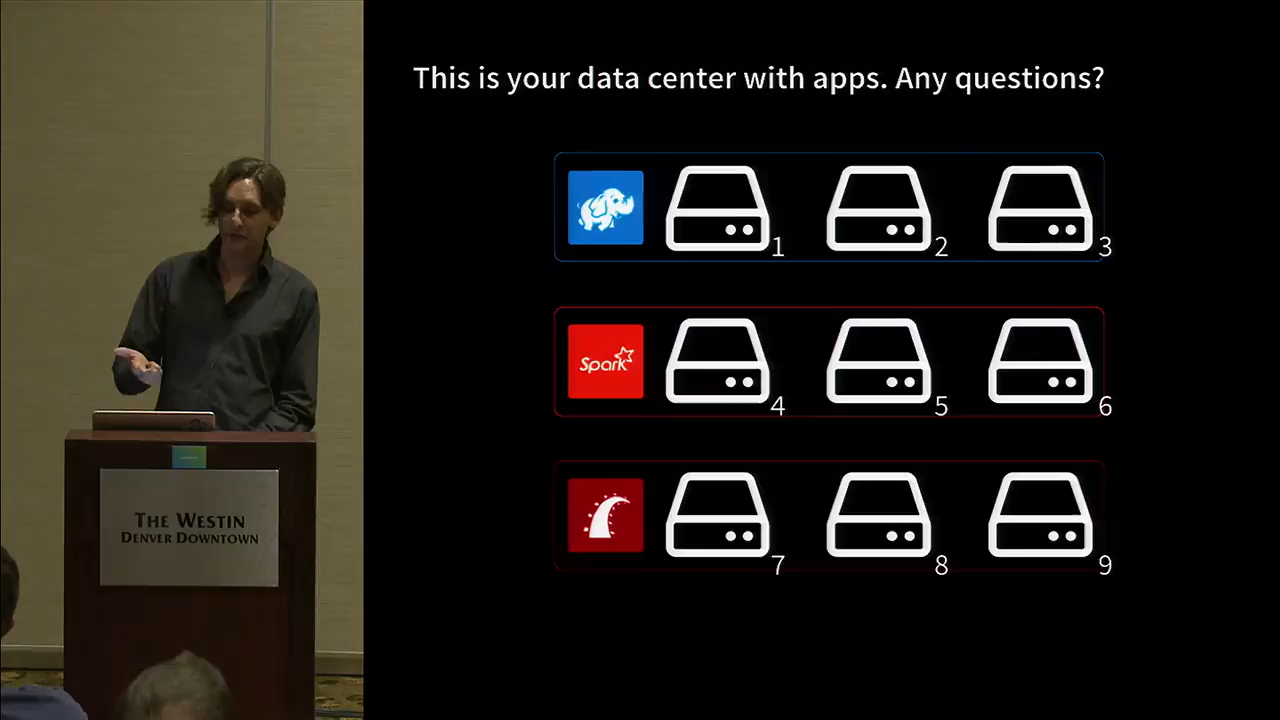 This is your data center with apps. Any questions?
1
2
3
Spark
4
5
6
7
8
9
THE WESTIN
DENVER DOWNTOWN